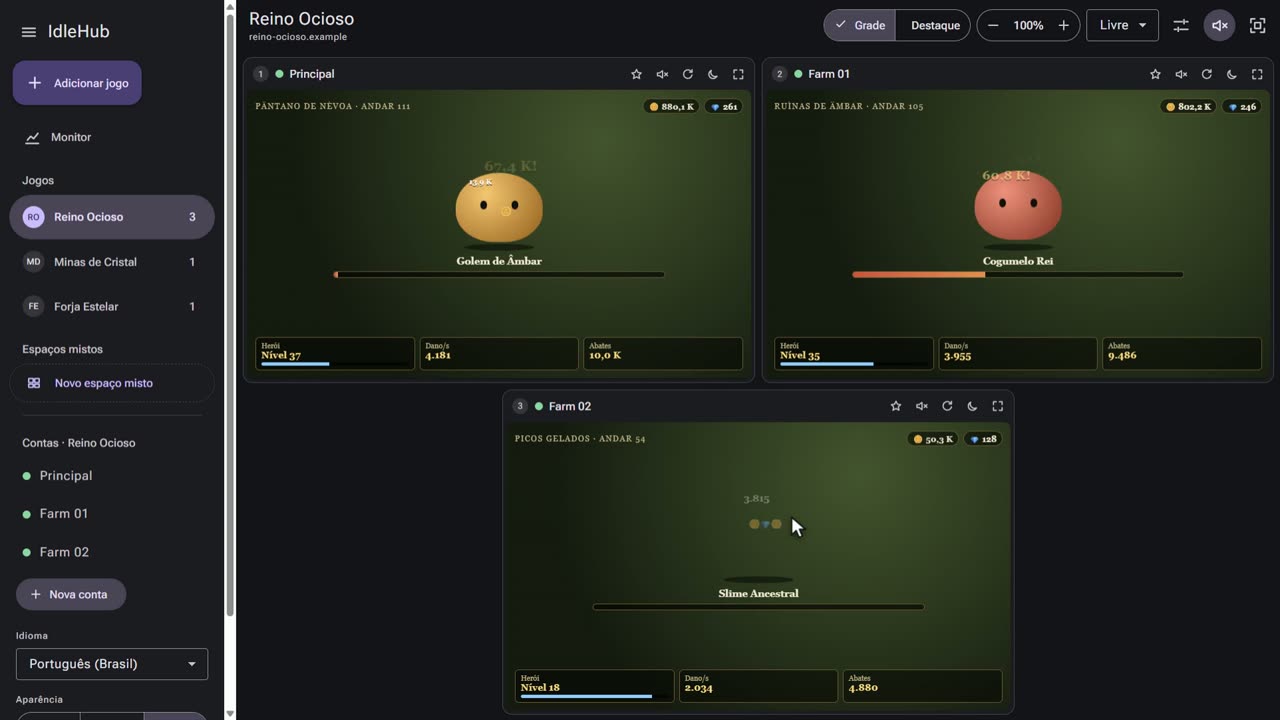 IdleHub
Adicionar jogo
Monitor
Jogos
RO Reino Ocioso 3
MD Minas de Cristal 1
FE Forja Estelar 1
Espaços mistos
Novo espaço misto
Contas · Reino Ocioso
Principal
Farm 01
Farm 02
Nova conta
Idioma
Português (Brasil)
Aparência
Reino Ocioso
reino-ocioso.example
Grade
Destaque
100%
Livre
1 Principal
PÂNTANO DE NÉVOA · ANDAR 111
880,1 K 261
67,4 K!
13,9 K
Golem de Âmbar
Herói
Nível 37
Dano/s
4.181
Abates
10,0 K
2 Farm 01
RUÍNAS DE ÂMBAR · ANDAR 105
802,2 K 246
60,8 K!
Cogumelo Rei
Herói
Nível 35
Dano/s
3.955
Abates
9.486
3 Farm 02
PICOS GELADOS · ANDAR 54
50,3 K 128
3.815
Slime Ancestral
Herói
Nível 18
Dano/s
2.034
Abates
4.880